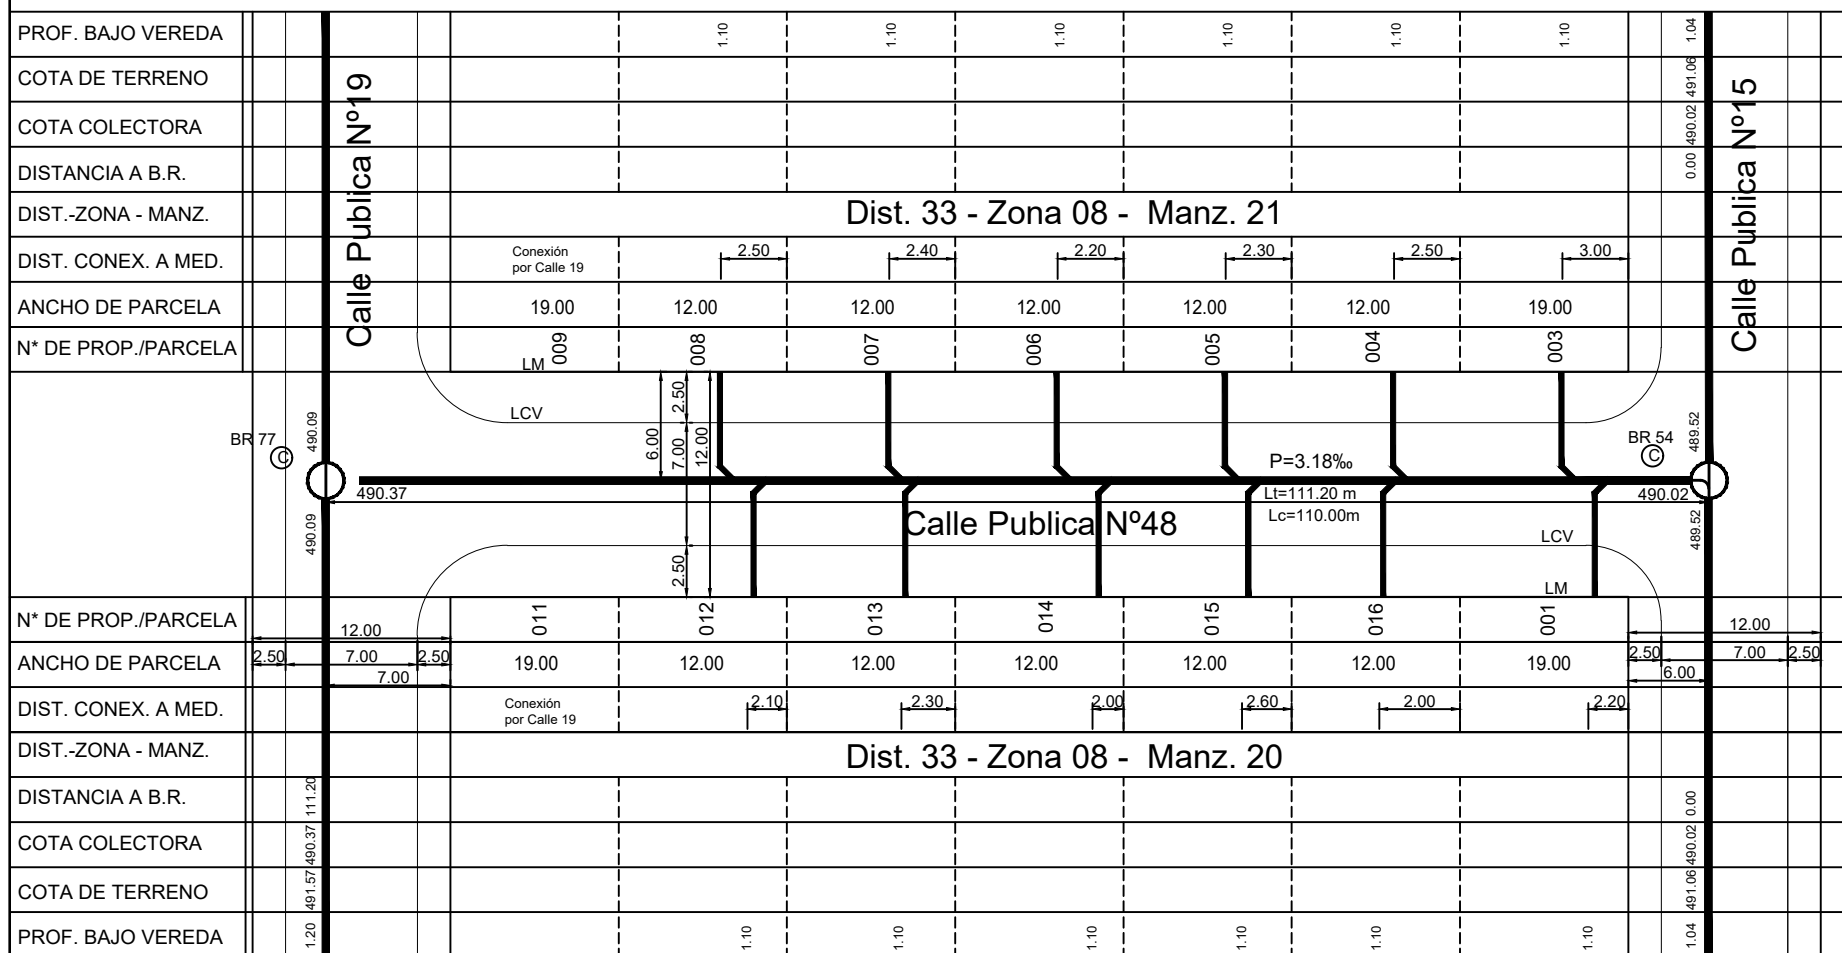 PROF. BAJO VEREDA 1.10 1.10 1.10 1.10 1.10 1.10 1.04
COTA DE TERRENO 491.06
COTA COLECTORA 490.02
DISTANCIA A B.R. 0.00
Calle Publica Nº19
Calle Publica Nº15
DIST.-ZONA - MANZ. Dist. 33 - Zona 08 - Manz. 21
DIST. CONEX. A MED. Conexión 2.50 2.40 2.20 2.30 2.50 3.00
por Calle 19
ANCHO DE PARCELA 19.00 12.00 12.00 12.00 12.00 12.00 19.00
N* DE PROP./PARCELA 009 008 007 006 005 004 003
LM
LCV 2.50
BR 77 C 490.09 6.00 7.00 12.00 P=3.18‰ BR 54 C 489.52
490.37 Lt=111.20 m 490.02
490.09 Calle Publica Nº48 Lc=110.00m 489.52
LCV
2.50 LM
N* DE PROP./PARCELA 011 012 013 014 015 016 001
12.00 12.00
ANCHO DE PARCELA 2.50 7.00 2.50 19.00 12.00 12.00 12.00 12.00 12.00 19.00 2.50 7.00 2.50
7.00 6.00
DIST. CONEX. A MED. Conexión 2.10 2.30 2.00 2.60 2.00 2.20
por Calle 19
DIST.-ZONA - MANZ. Dist. 33 - Zona 08 - Manz. 20
DISTANCIA A B.R. 111.20 0.00
COTA COLECTORA 490.37 490.02
COTA DE TERRENO 491.57 491.06
PROF. BAJO VEREDA 1.20 1.10 1.10 1.10 1.10 1.10 1.10 1.04